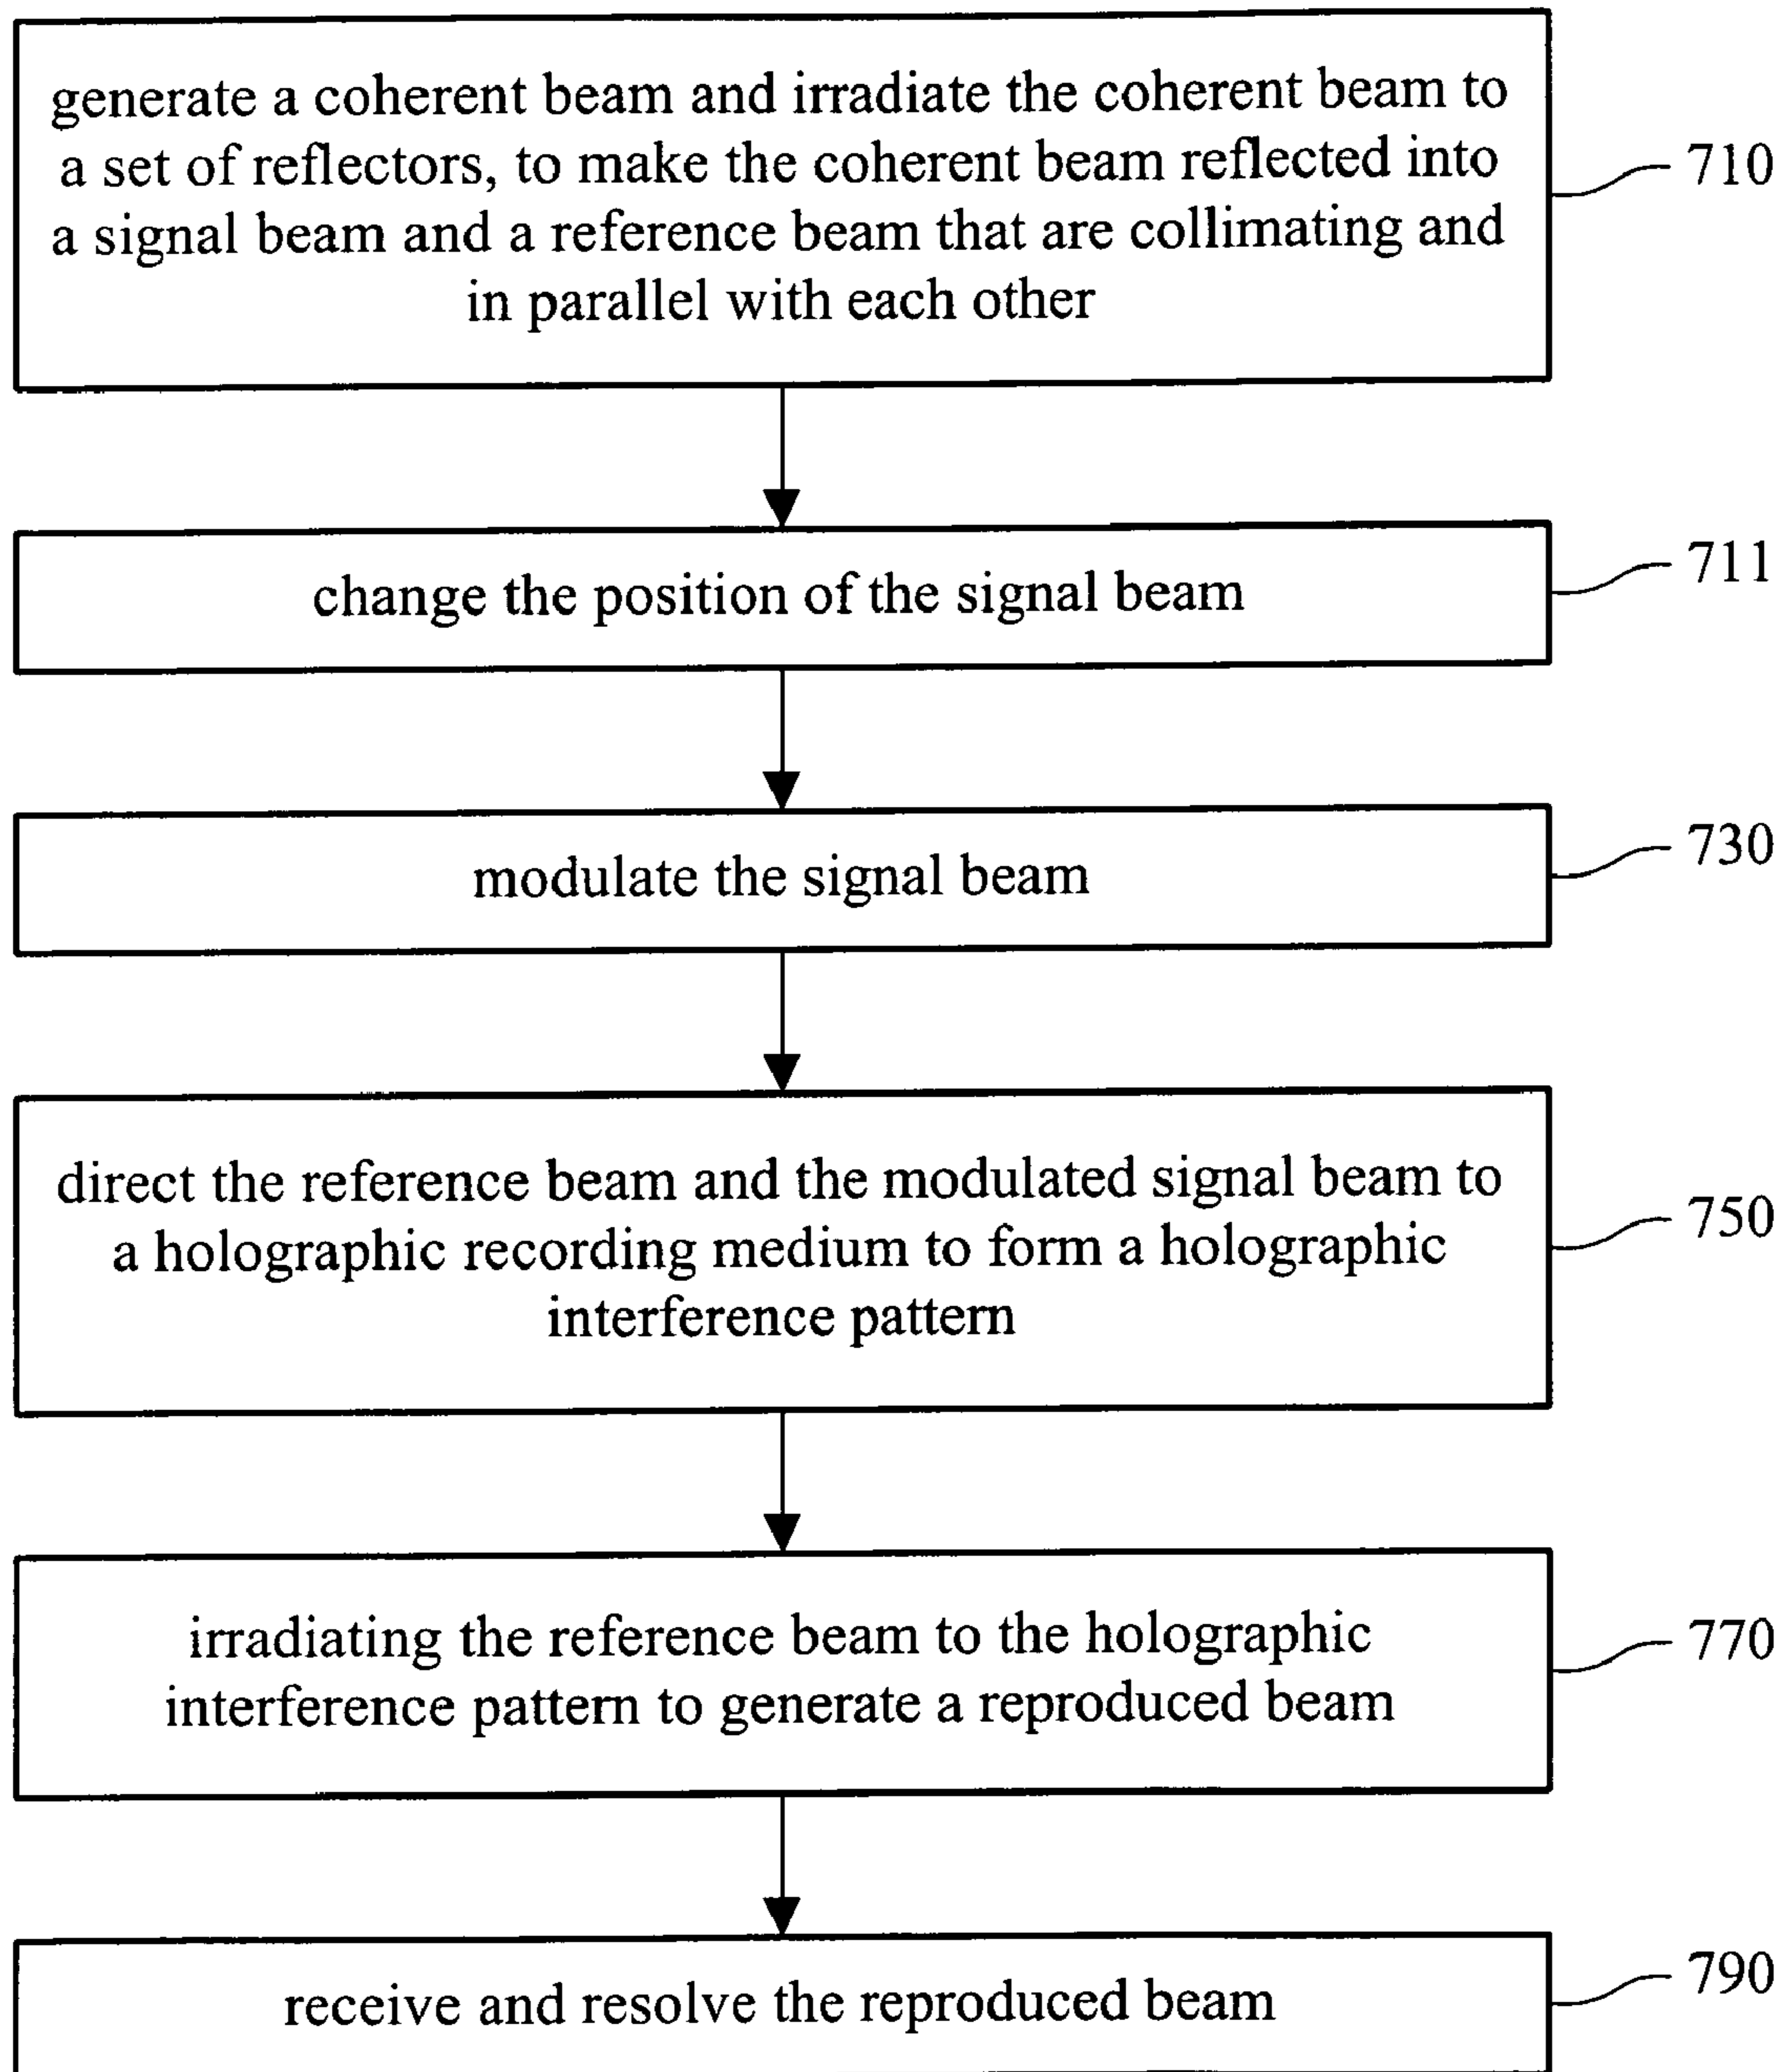 generate a coherent beam and irradiate the coherent beam to
a set of reflectors, to make the coherent beam reflected into
a signal beam and a reference beam that are collimating and
in parallel with each other
710
change the position of the signal beam
711
modulate the signal beam
730
direct the reference beam and the modulated signal beam to
a holographic recording medium to form a holographic
interference pattern
750
irradiating the reference beam to the holographic
interference pattern to generate a reproduced beam
770
receive and resolve the reproduced beam
790